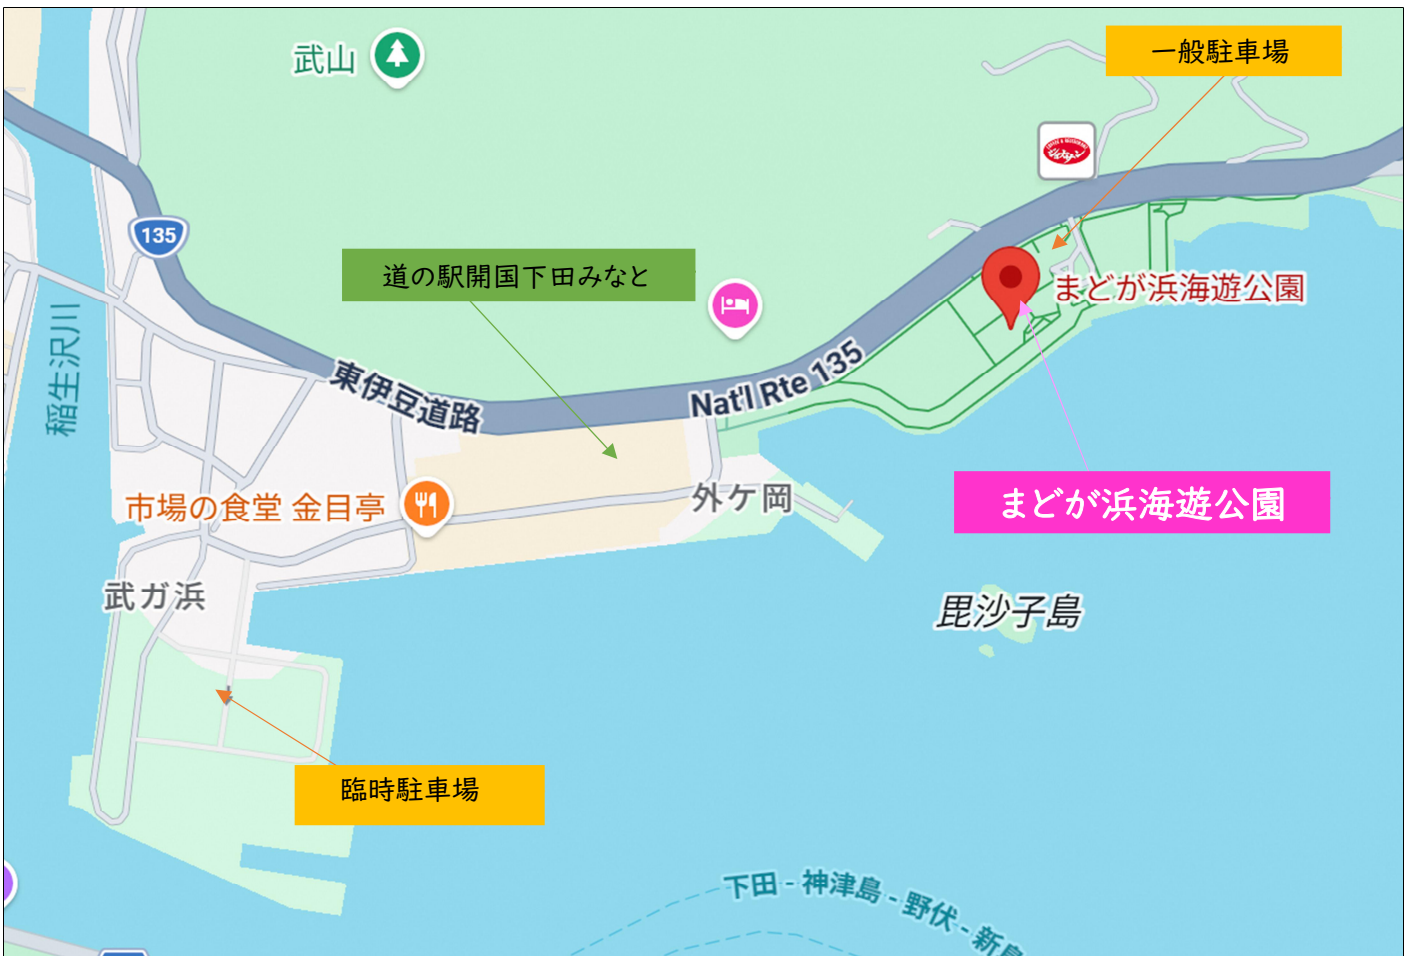 武山
一般駐車場
135
道の駅開国下田みなと
まどが浜海遊公園
稲生沢川
東伊豆道路
Nat'l Rte 135
市場の食堂 金目亭
外ケ岡
まどが浜海遊公園
武ガ浜
毘沙子島
臨時駐車場
下田 - 神津島 - 野伏 - 新島